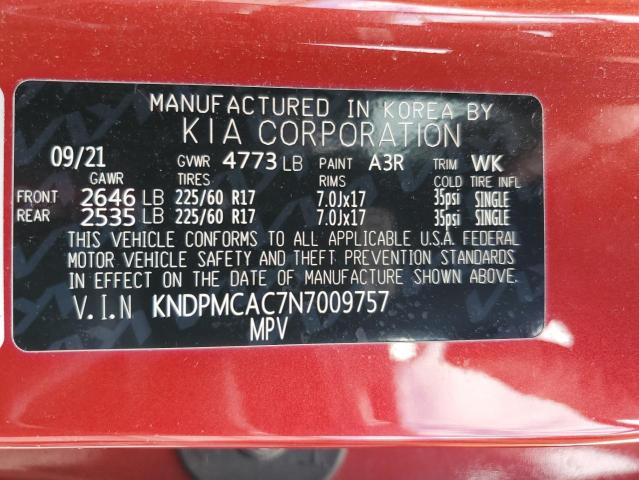 MANUFACTURED IN KOREA BY
KIA CORPORATION
09/21 GVWR 4773 LB PAINT A3R TRIM WK
GAWR TIRES RIMS COLD TIRE INFL
FRONT 2646 LB 225/60 R17 7.0Jx17 35psi SINGLE
REAR 2535 LB 225/60 R17 7.0Jx17 35psi SINGLE
THIS VEHICLE CONFORMS TO ALL APPLICABLE U.S.A. FEDERAL
MOTOR VEHICLE SAFETY AND THEFT PREVENTION STANDARDS
IN EFFECT ON THE DATE OF MANUFACTURE SHOWN ABOVE.
V.I.N KNDPMCAC7N7009757
MPV